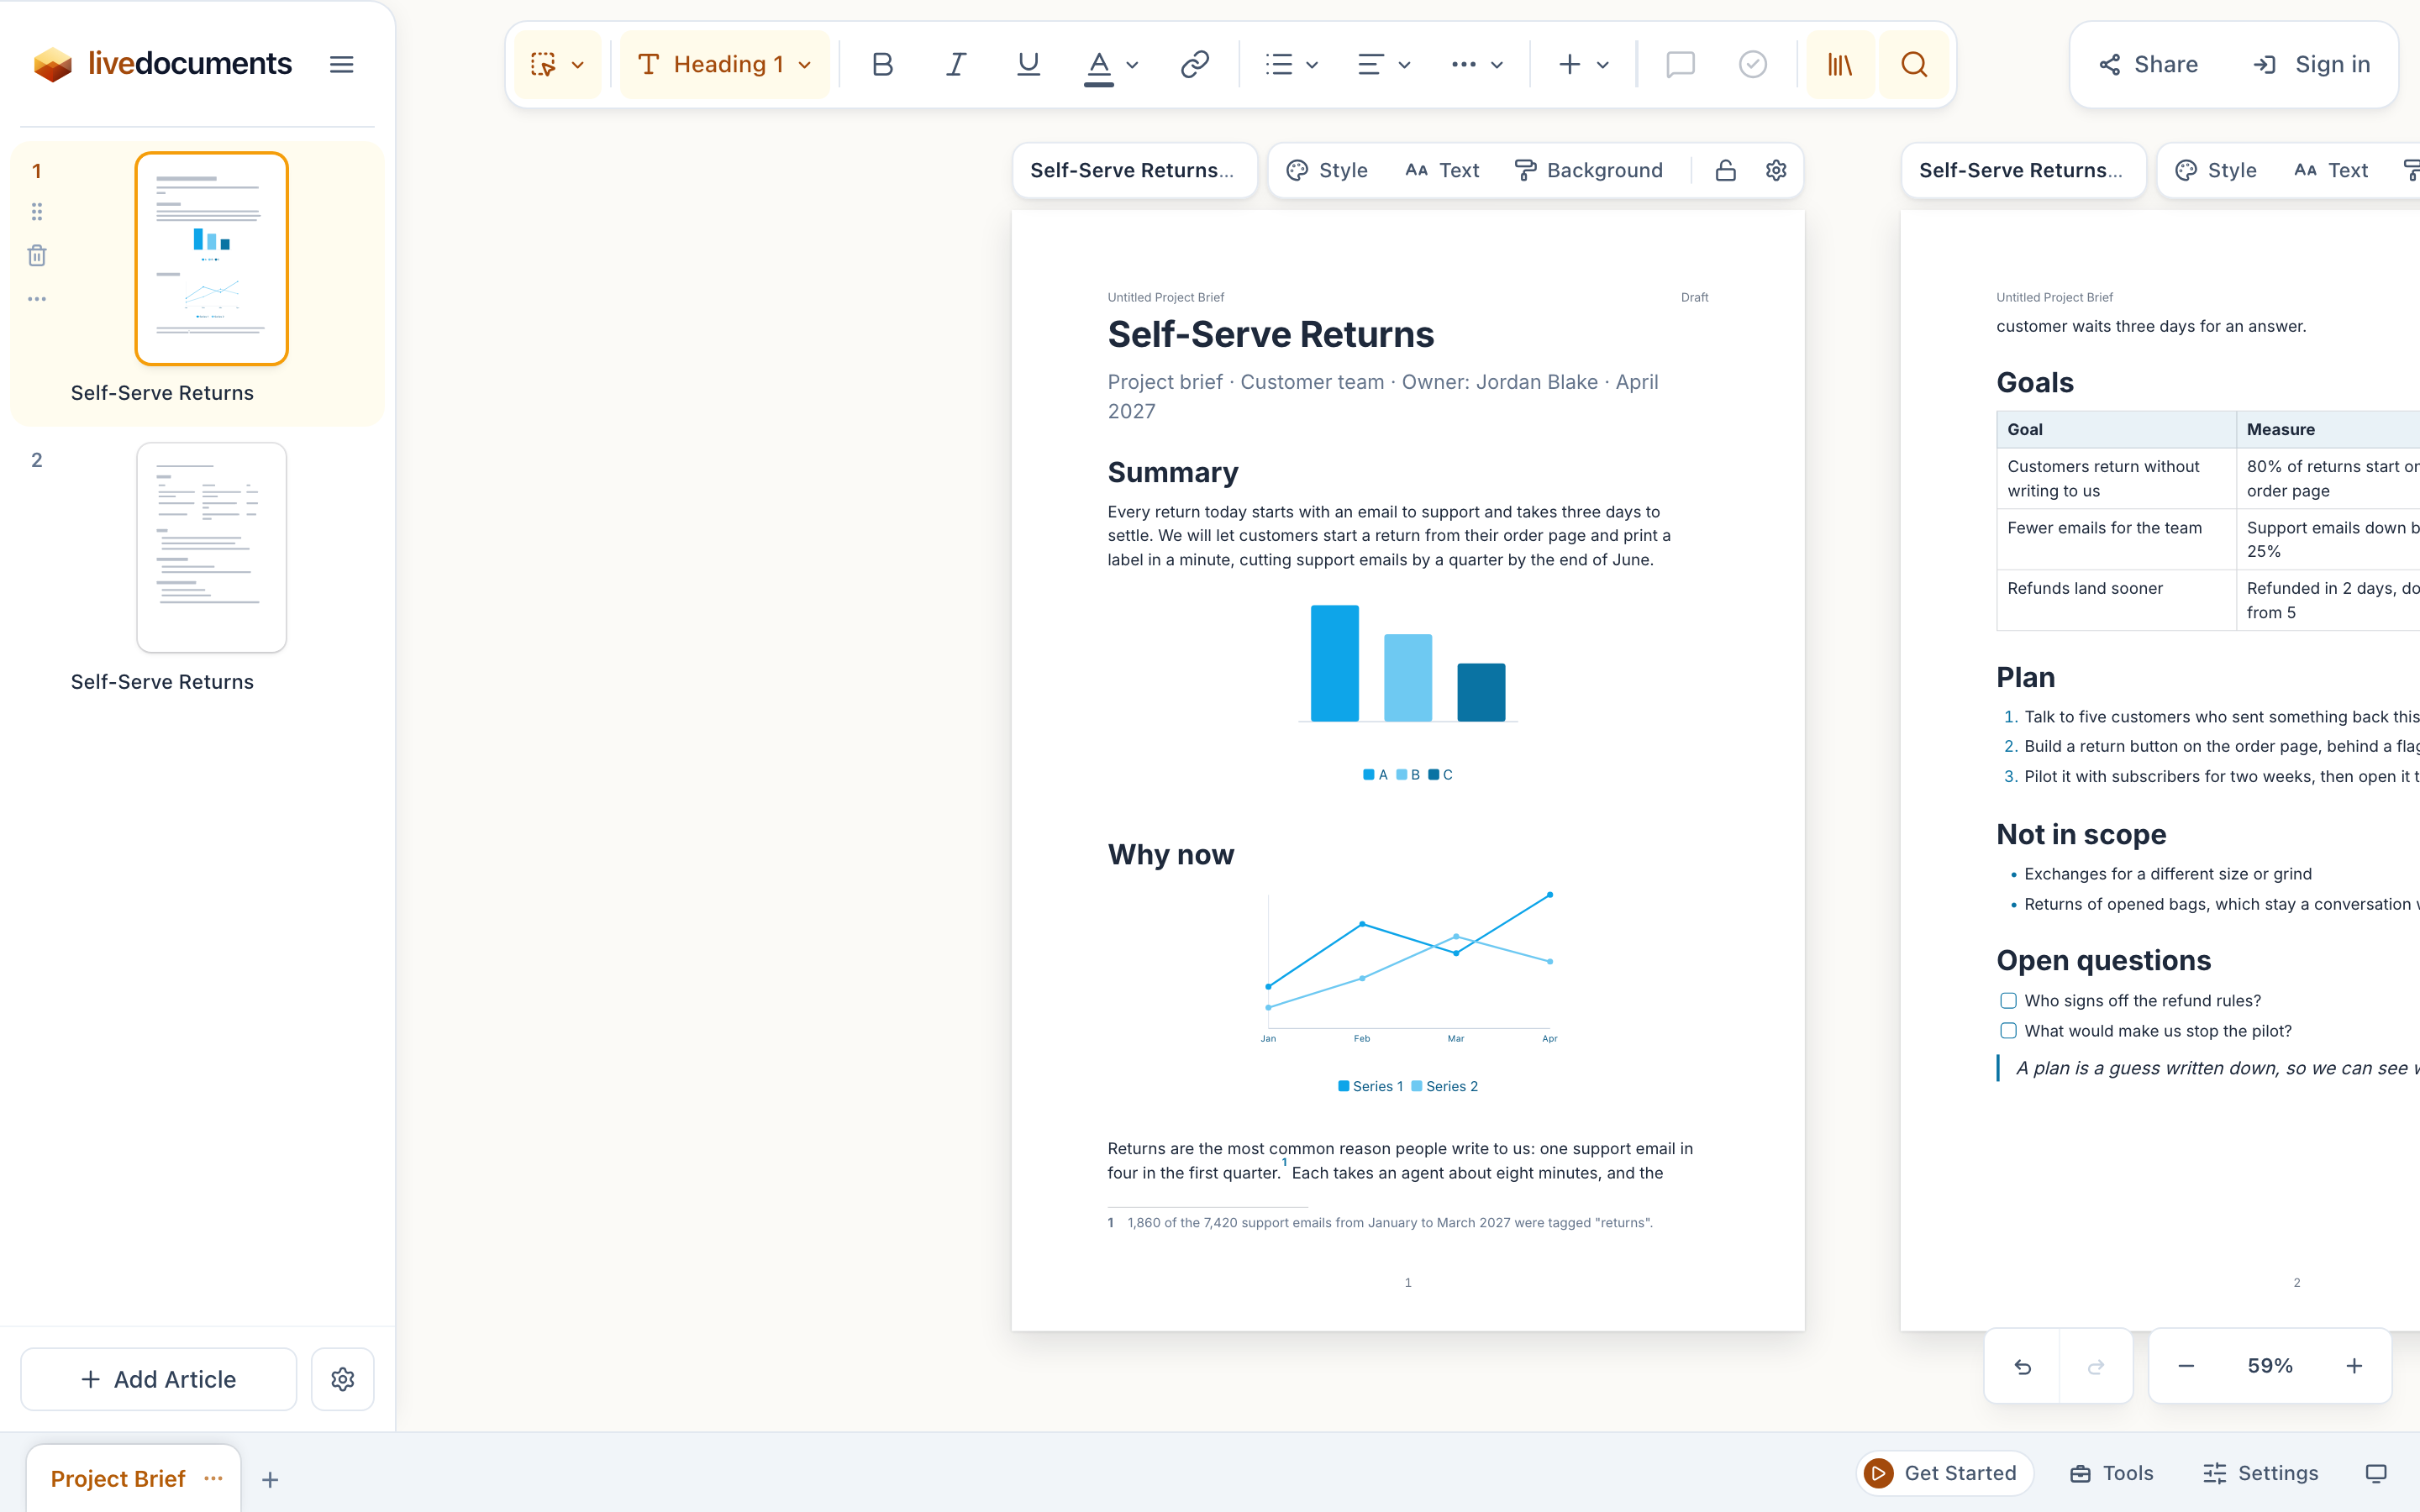 livedocuments
Heading 1
Share
Sign in
1
Self-Serve Returns
2
Self-Serve Returns
Add Article
Self-Serve Returns...
Style
Text
Background
Untitled Project Brief
Draft
Self-Serve Returns
Project brief · Customer team · Owner: Jordan Blake · April
2027
Summary
Every return today starts with an email to support and takes three days to
settle. We will let customers start a return from their order page and print a
label in a minute, cutting support emails by a quarter by the end of June.
A B C
Why now
Jan Feb Mar Apr
Series 1 Series 2
Returns are the most common reason people write to us: one support email in
four in the first quarter.1 Each takes an agent about eight minutes, and the
1 1,860 of the 7,420 support emails from January to March 2027 were tagged "returns".
1
Self-Serve Returns...
Style
Text
Untitled Project Brief
customer waits three days for an answer.
Goals
Goal
Measure
Customers return without
writing to us
80% of returns start
order page
Fewer emails for the team
Support emails down
25%
Refunds land sooner
Refunded in 2 days,
from 5
Plan
1. Talk to five customers who sent something back this
2. Build a return button on the order page, behind a
3. Pilot it with subscribers for two weeks, then open it
Not in scope
• Exchanges for a different size or grind
• Returns of opened bags, which stay a conversation
Open questions
Who signs off the refund rules?
What would make us stop the pilot?
A plan is a guess written down, so we can see
2
59%
Project Brief
Get Started
Tools
Settings